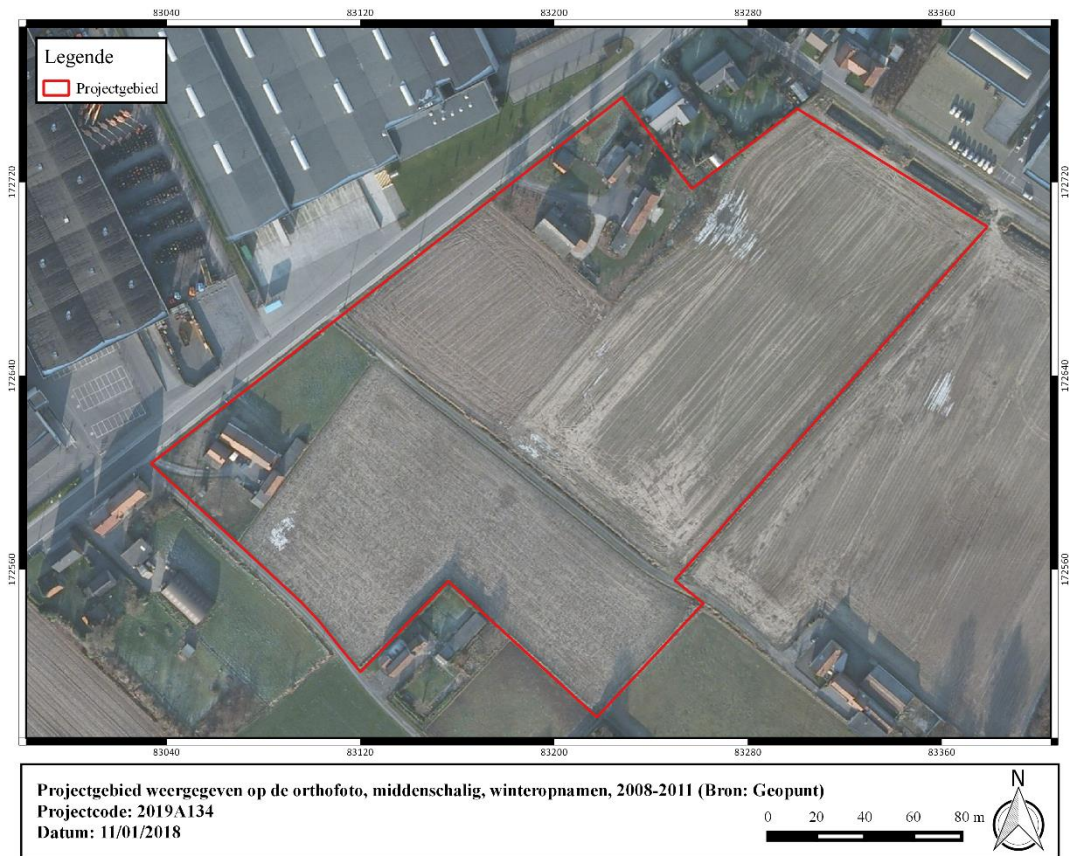 83040 83120 83200 83280 83360
Legende
Projectgebied
172720 172720
172640 172640
172560 172560
83040 83120 83200 83280 83360
Projectgebied weergegeven op de orthofoto, middenschalig, winteropnamen, 2008-2011 (Bron: Geopunt)
Projectcode: 2019A134
Datum: 11/01/2018
0 20 40 60 80 m
N